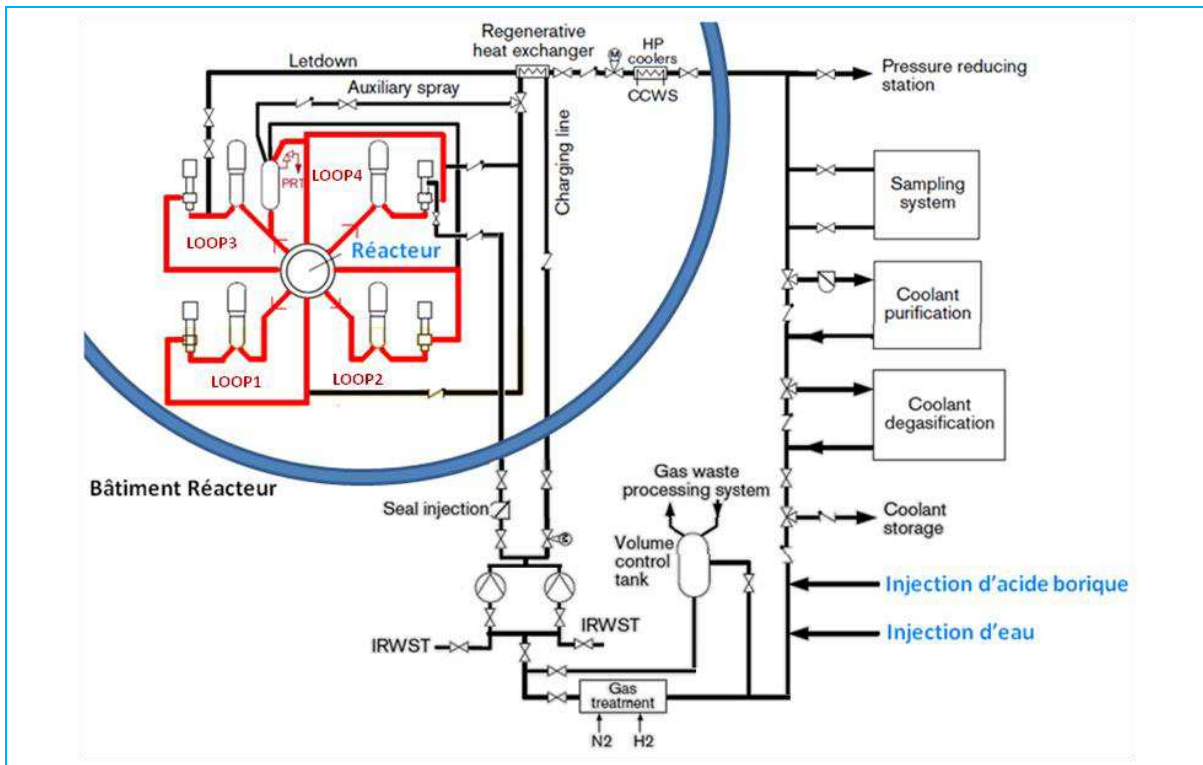 Regenerative
heat exchanger
HP
coolers
Letdown
CCWS
Pressure reducing
station
Auxiliary spray
Charging line
PRT
LOOP4
LOOP3
Réacteur
Sampling
system
Coolant
purification
LOOP1
LOOP2
Coolant
degasification
Bâtiment Réacteur
Gas waste
processing system
Seal injection
Coolant
storage
Volume
control
tank
Injection d'acide borique
IRWST
IRWST
Injection d'eau
Gas
treatment
N2
H2